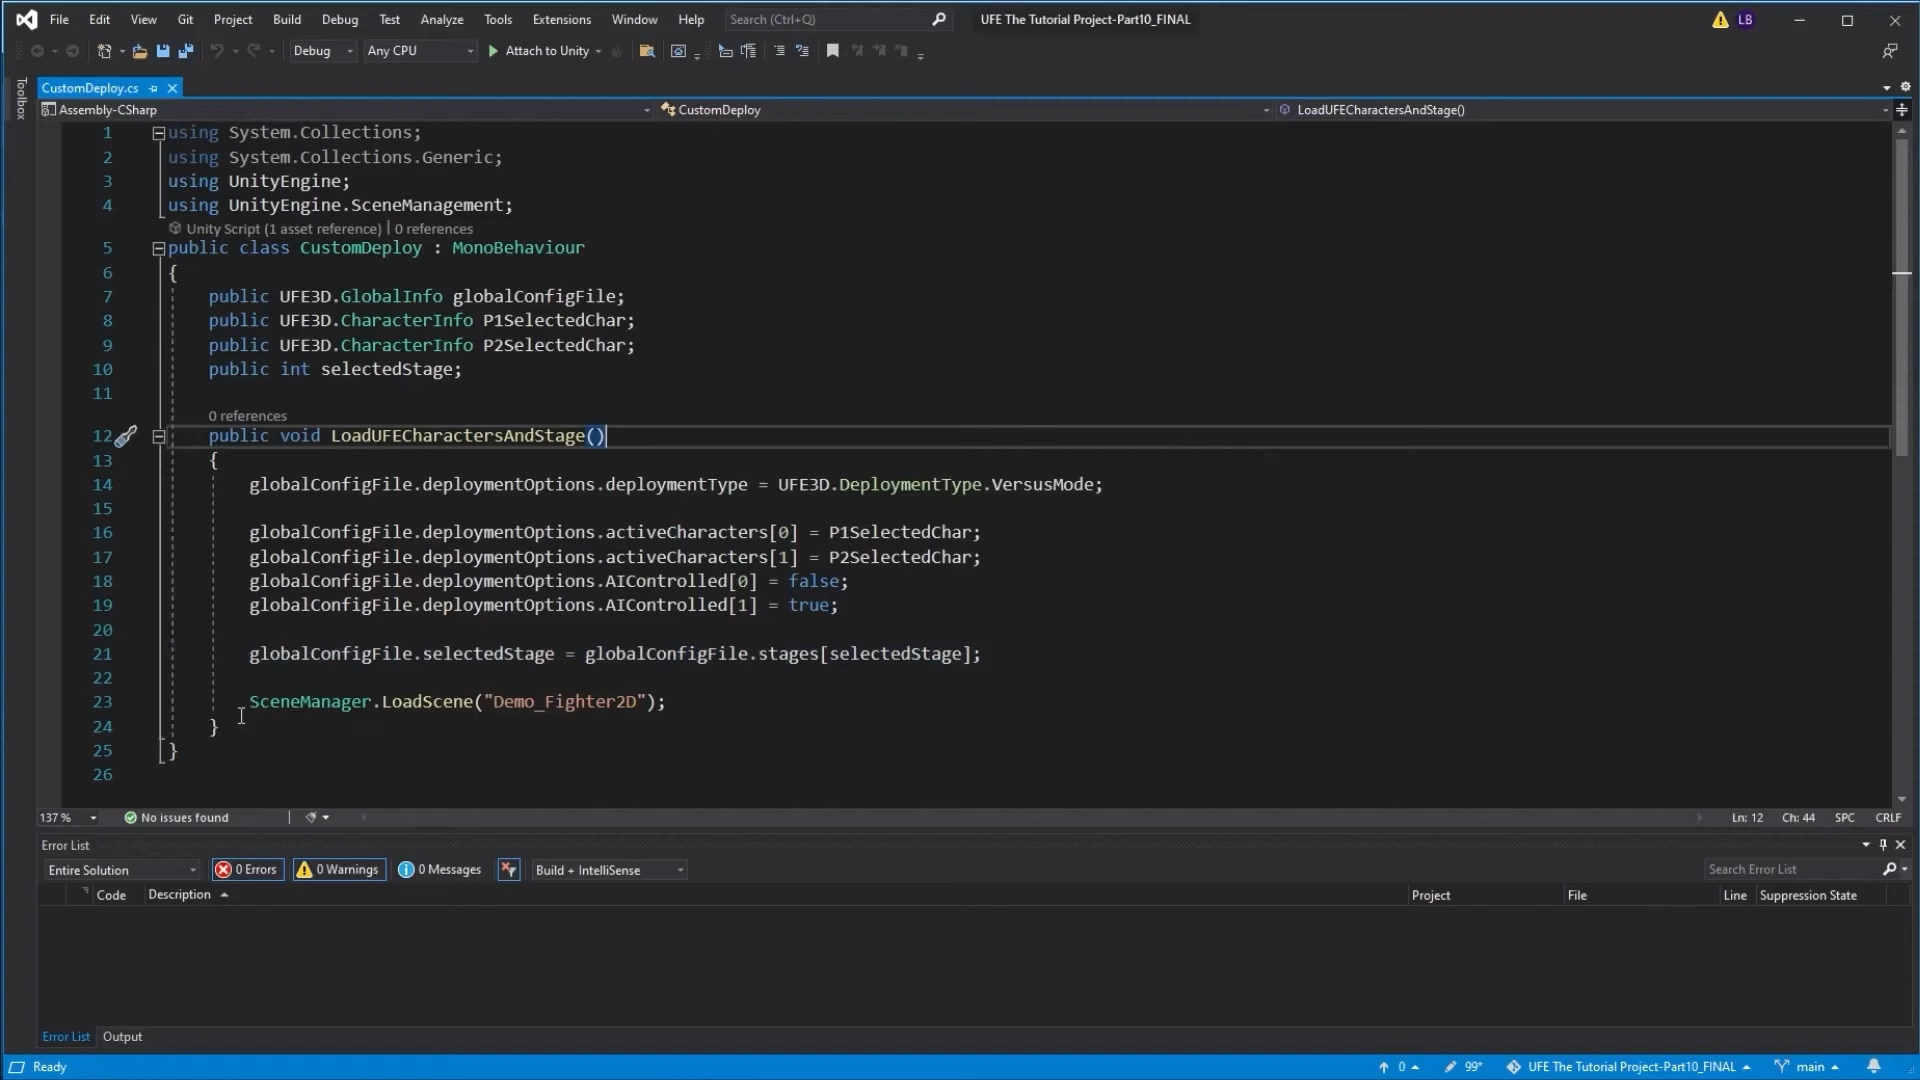 File Edit View Git Project Build Debug Test Analyze Tools Extensions Window Help Search (Ctrl+Q) UFE The Tutorial Project-Part10_FINAL LB
Debug Any CPU Attach to Unity
Toolbox
CustomDeploy.cs
Assembly-CSharp CustomDeploy LoadUFECharactersAndStage()
1 using System.Collections;
2 using System.Collections.Generic;
3 using UnityEngine;
4 using UnityEngine.SceneManagement;
Unity Script (1 asset reference) | 0 references
5 public class CustomDeploy : MonoBehaviour
6 {
7 public UFE3D.GlobalInfo globalConfigFile;
8 public UFE3D.CharacterInfo P1SelectedChar;
9 public UFE3D.CharacterInfo P2SelectedChar;
10 public int selectedStage;
11
0 references
12 public void LoadUFECharactersAndStage()
13 {
14 globalConfigFile.deploymentOptions.deploymentType = UFE3D.DeploymentType.VersusMode;
15
16 globalConfigFile.deploymentOptions.activeCharacters[0] = P1SelectedChar;
17 globalConfigFile.deploymentOptions.activeCharacters[1] = P2SelectedChar;
18 globalConfigFile.deploymentOptions.AIControlled[0] = false;
19 globalConfigFile.deploymentOptions.AIControlled[1] = true;
20
21 globalConfigFile.selectedStage = globalConfigFile.stages[selectedStage];
22
23 SceneManager.LoadScene("Demo_Fighter2D");
24 }
25 }
26
137 % No issues found Ln: 12 Ch: 44 SPC CRLF
Error List
Entire Solution 0 Errors 0 Warnings 0 Messages Build + IntelliSense Search Error List
Code Description Project File Line Suppression State
Error List Output
Ready 0 99* UFE The Tutorial Project-Part10_FINAL main